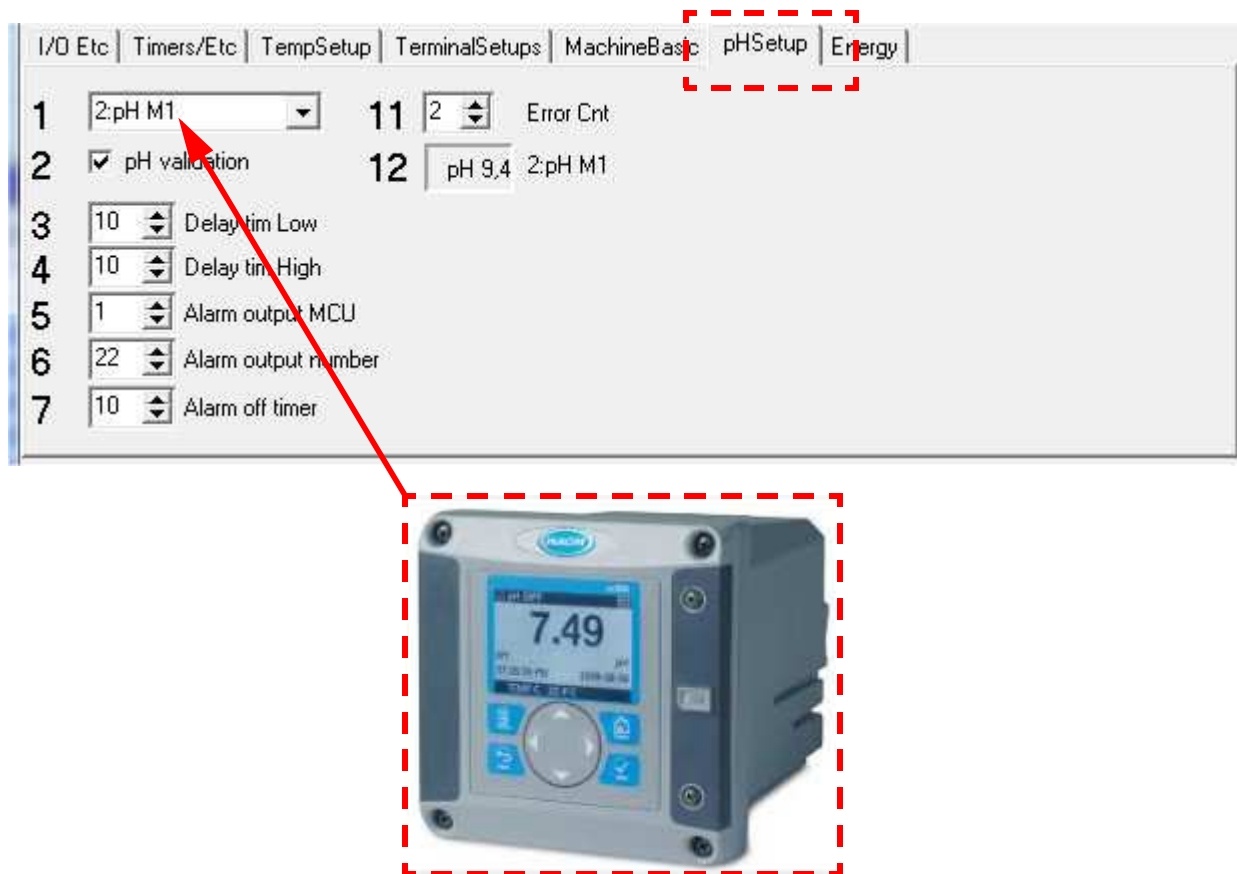 I/O Etc Timers/Etc TempSetup TerminalSetups MachineBasic pHSetup Energy
1 2:pH M1 11 2 Error Cnt
2 pH validation 12 pH 9,4 2:pH M1
3 10 Delay tim Low
4 10 Delay tim High
5 1 Alarm output MCU
6 22 Alarm output number
7 10 Alarm off timer
HACH
7.49
pH